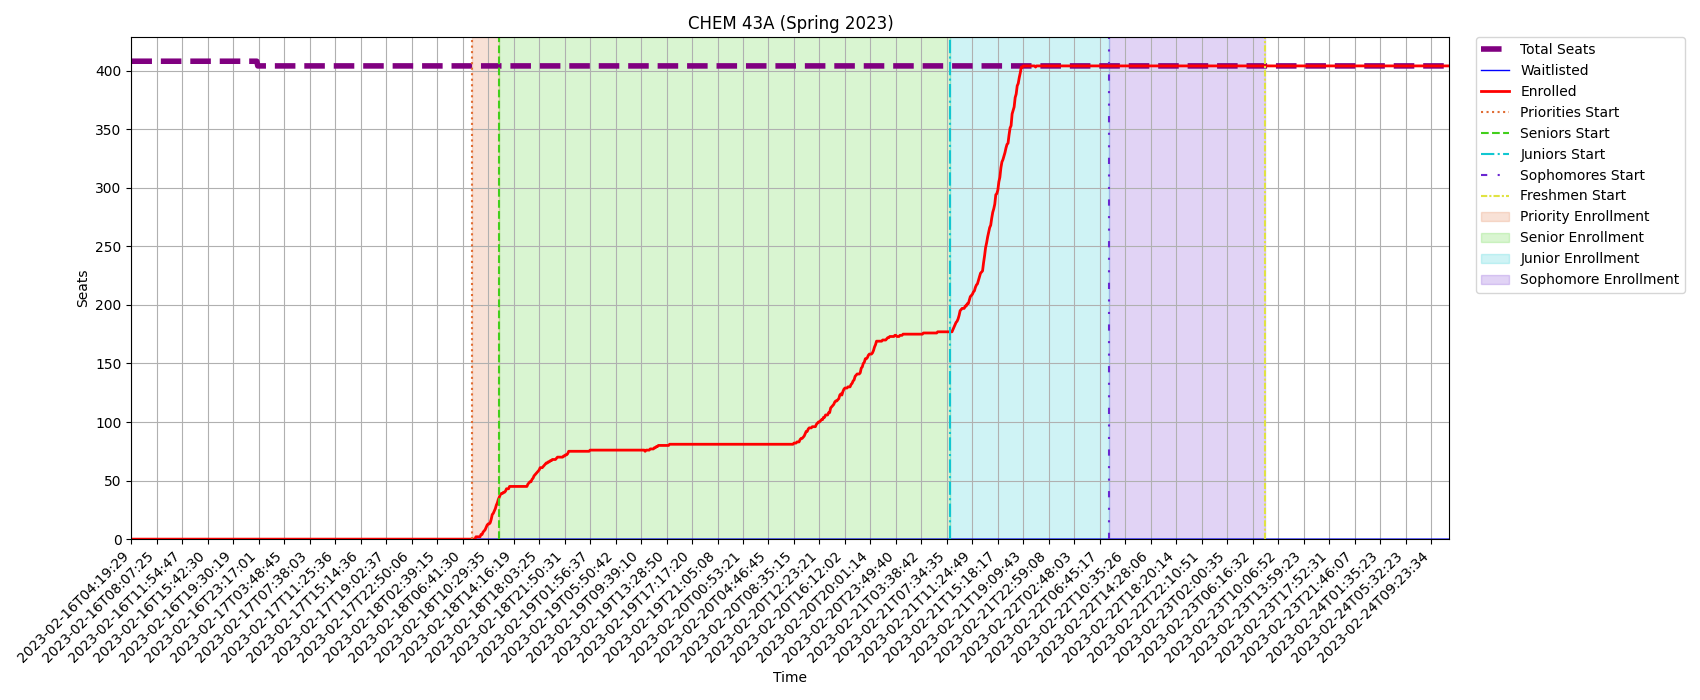 CHEM 43A (Spring 2023)
Seats
400
350
300
250
200
150
100
50
0
2023-02-16T04:19:29
2023-02-16T08:07:25
2023-02-16T11:54:47
2023-02-16T15:42:30
2023-02-16T19:30:19
2023-02-16T23:17:01
2023-02-17T03:48:45
2023-02-17T07:38:03
2023-02-17T11:25:36
2023-02-17T15:14:36
2023-02-17T19:02:37
2023-02-17T22:50:06
2023-02-18T02:39:15
2023-02-18T06:41:30
2023-02-18T10:29:35
2023-02-18T14:16:19
2023-02-18T18:03:25
2023-02-18T21:50:31
2023-02-19T01:56:37
2023-02-19T05:50:42
2023-02-19T09:39:10
2023-02-19T13:28:50
2023-02-19T17:17:20
2023-02-19T21:05:08
2023-02-20T00:53:21
2023-02-20T04:46:45
2023-02-20T08:35:15
2023-02-20T12:23:21
2023-02-20T16:12:02
2023-02-20T20:01:14
2023-02-20T23:49:40
2023-02-21T03:38:42
2023-02-21T07:34:35
2023-02-21T11:24:49
2023-02-21T15:18:17
2023-02-21T19:09:43
2023-02-21T22:59:08
2023-02-22T02:48:03
2023-02-22T06:45:17
2023-02-22T10:35:26
2023-02-22T14:28:06
2023-02-22T18:20:14
2023-02-22T22:10:51
2023-02-23T02:00:35
2023-02-23T06:16:32
2023-02-23T10:06:52
2023-02-23T13:59:23
2023-02-23T17:52:31
2023-02-23T21:46:07
2023-02-24T01:35:23
2023-02-24T05:32:23
2023-02-24T09:23:34
Time
Total Seats
Waitlisted
Enrolled
Priorities Start
Seniors Start
Juniors Start
Sophomores Start
Freshmen Start
Priority Enrollment
Senior Enrollment
Junior Enrollment
Sophomore Enrollment